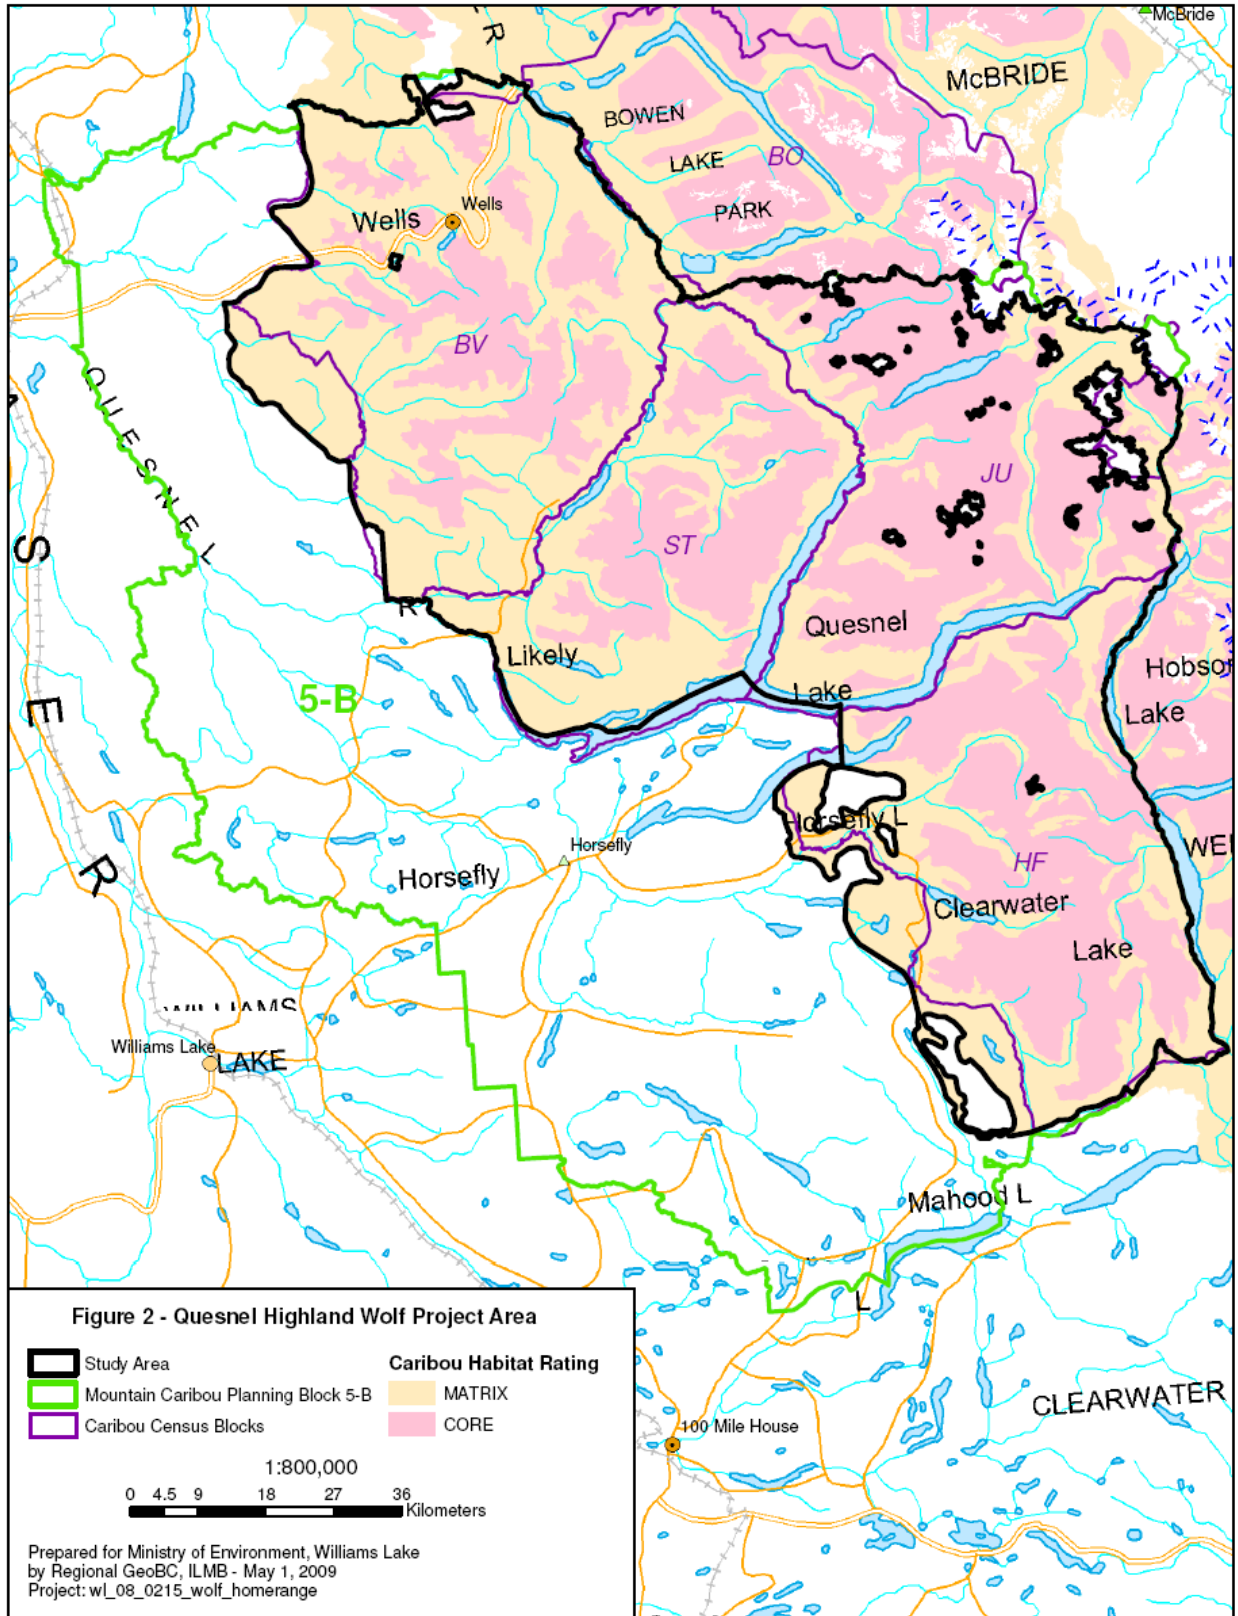 McBride
R
McBRIDE
BOWEN
LAKE
BO
PARK
Wells
Wells
BV
QUESNEL
JU
S
ST
R
Quesnel
Likely
Hobso
Lake
5-B
E
Lake
Horsefly L
Horsefly
WE
HF
R
Horsefly
Clearwater
Lake
WILLIAMS
Williams Lake
LAKE
Mahood L
L
Figure 2 - Quesnel Highland Wolf Project Area
Study Area
Caribou Habitat Rating
Mountain Caribou Planning Block 5-B
MATRIX
Caribou Census Blocks
CORE
CLEARWATER
100 Mile House
1:800,000
0 4.5 9 18 27 36
Kilometers
Prepared for Ministry of Environment, Williams Lake
by Regional GeoBC, ILMB - May 1, 2009
Project: wl_08_0215_wolf_homerange